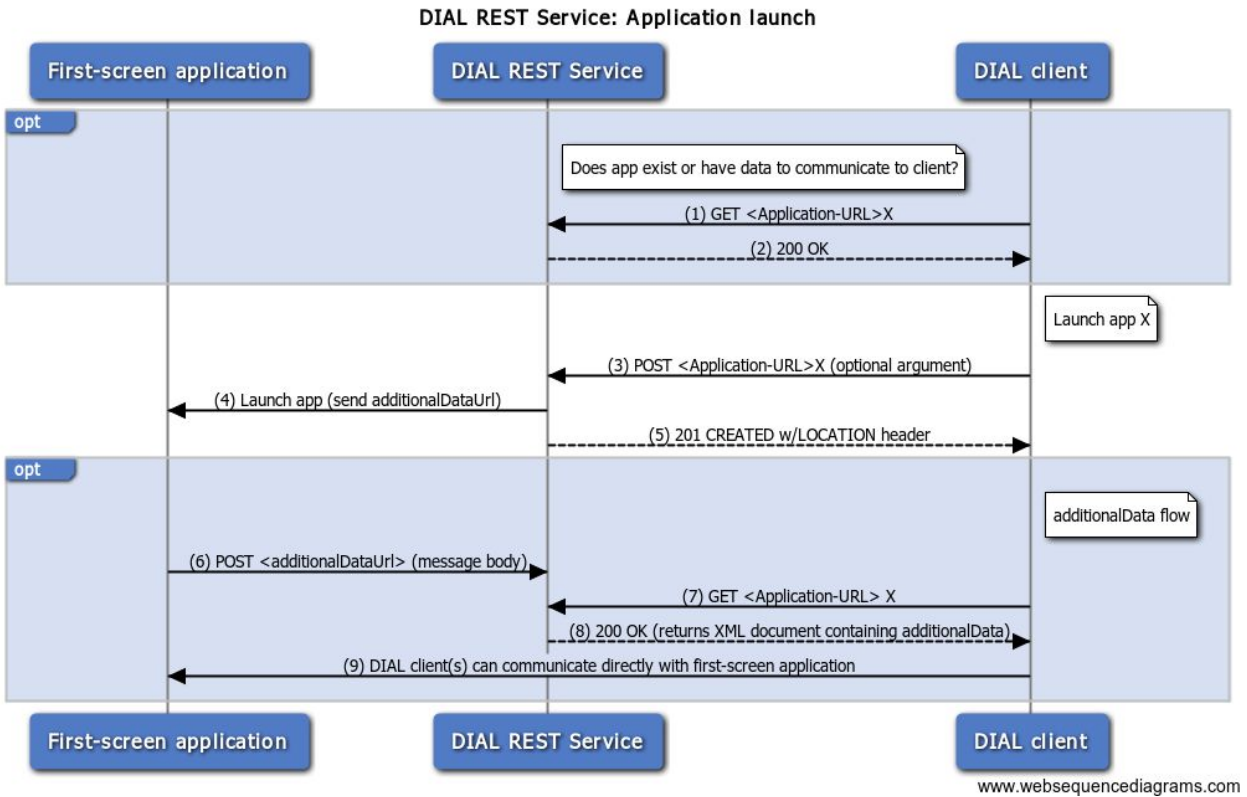 DIAL REST Service: Application launch
First-screen application
DIAL REST Service
DIAL client
opt
Does app exist or have data to communicate to client?
(1) GET <Application-URL>X
(2) 200 OK
Launch app X
(3) POST <Application-URL>X (optional argument)
(4) Launch app (send additionalDataUrl)
(5) 201 CREATED w/LOCATION header
opt
additionalData flow
(6) POST <additionalDataUrl> (message body)
(7) GET <Application-URL> X
(8) 200 OK (returns XML document containing additionalData)
(9) DIAL client(s) can communicate directly with first-screen application
First-screen application
DIAL REST Service
DIAL client
www.websequencediagrams.com